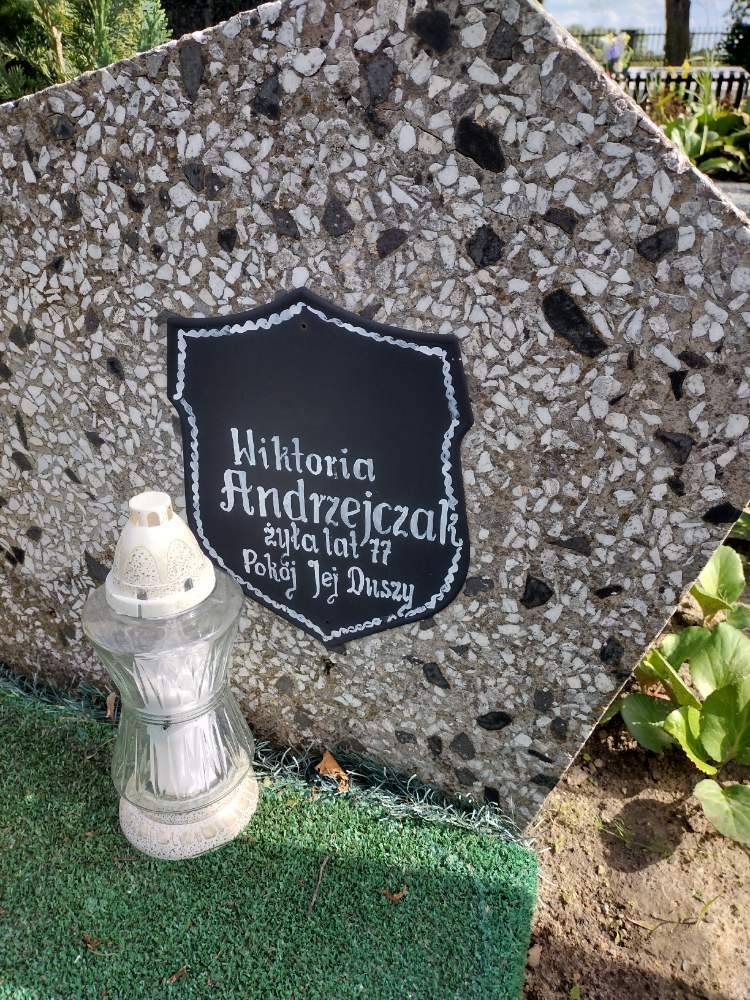 Wiktoria
Andrzejczak
żyła lat 77
Pokój Jej Duszy